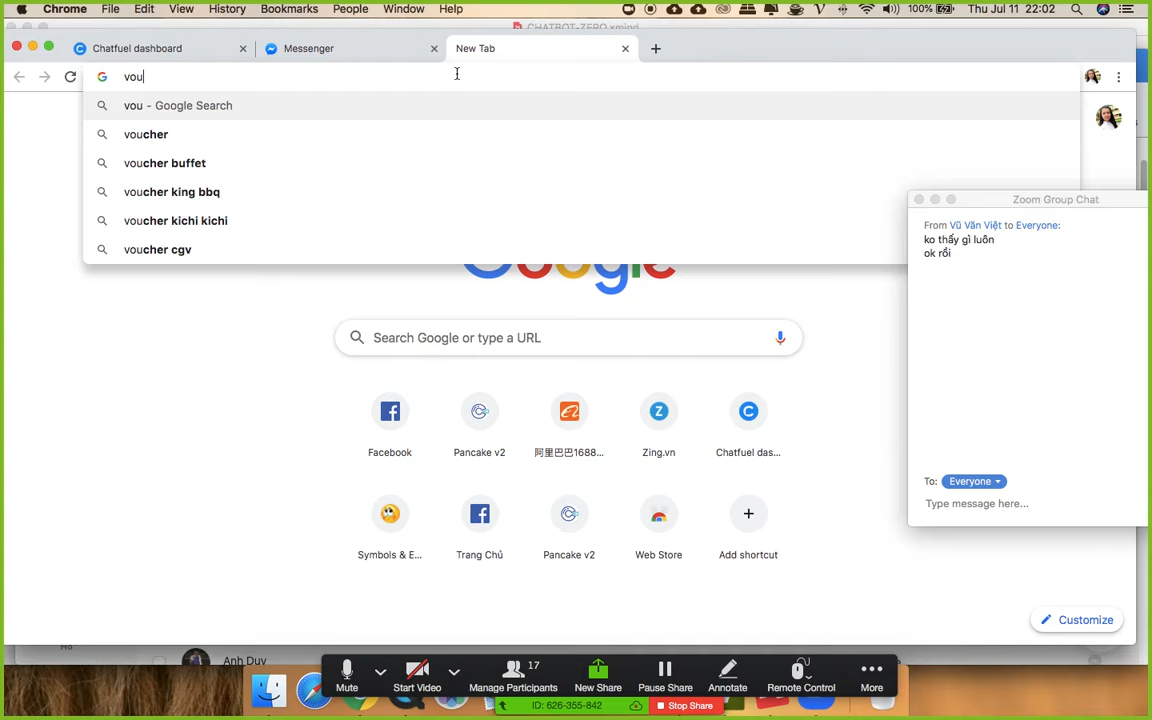 Chrome File Edit View History Bookmarks People Window Help 100% Thu Jul 11 22:02
CHATBOT-ZERO.xmind
Chatfuel dashboard Messenger New Tab
vou
vou - Google Search
voucher
voucher buffet
voucher king bbq
voucher kichi kichi
voucher cgv
Zoom Group Chat
From Vũ Văn Việt to Everyone:
ko thấy gì luôn
ok rồi
Search Google or type a URL
Facebook Pancake v2 阿里巴巴1688... Zing.vn Chatfuel das...
To: Everyone
Type message here...
Symbols & E... Trang Chủ Pancake v2 Web Store Add shortcut
Customize
Anh Duy
17
Mute Start Video Manage Participants New Share Pause Share Annotate Remote Control More
ID: 626-355-842 Stop Share